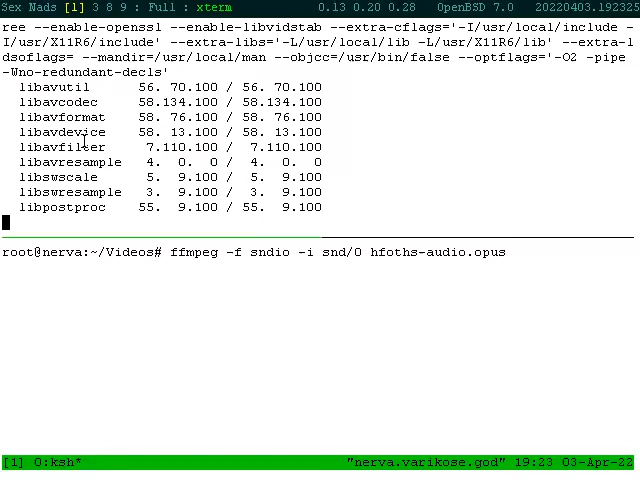 Sex Nads [1] 3 8 9 : Full : xterm 0.13 0.20 0.28 OpenBSD 7.0 20220403.192325
ree --enable-openssl --enable-libvidstab --extra-cflags='-I/usr/local/include -
I/usr/X11R6/include' --extra-libs='-L/usr/local/lib -L/usr/X11R6/lib' --extra-l
dsoflags= --mandir=/usr/local/man --objcc=/usr/bin/false --optflags='-O2 -pipe
-Wno-redundant-decls'
libavutil 56. 70.100 / 56. 70.100
libavcodec 58.134.100 / 58.134.100
libavformat 58. 76.100 / 58. 76.100
libavdevice 58. 13.100 / 58. 13.100
libavfilter 7.110.100 / 7.110.100
libavresample 4. 0. 0 / 4. 0. 0
libswscale 5. 9.100 / 5. 9.100
libswresample 3. 9.100 / 3. 9.100
libpostproc 55. 9.100 / 55. 9.100
root@nerva:~/Videos# ffmpeg -f sndio -i snd/0 hfoths-audio.opus
[1] 0:ksh* "nerva.varikose.god" 19:23 03-Apr-22